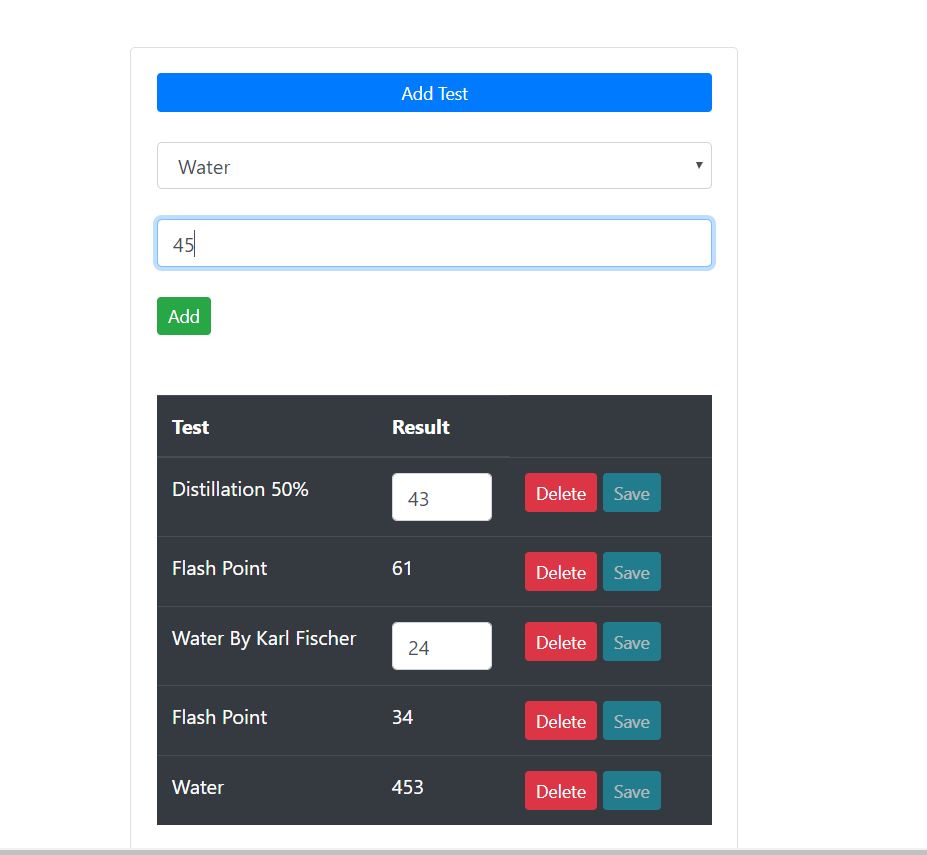 Add Test
Water
45
Add
Test Result
Distillation 50% 43 Delete Save
Flash Point 61 Delete Save
Water By Karl Fischer 24 Delete Save
Flash Point 34 Delete Save
Water 453 Delete Save